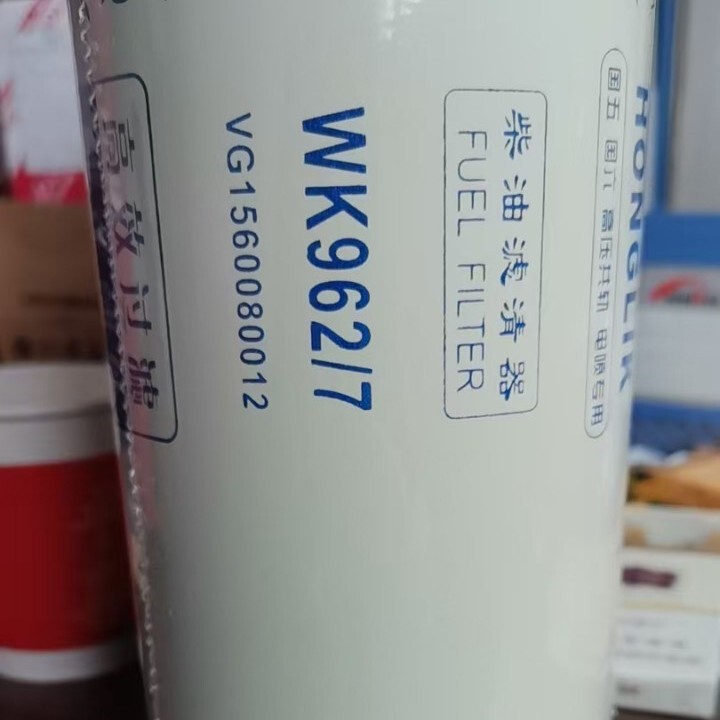 HONGLIK
国五 国六 高压共轨 电喷专用
柴油滤清器
FUEL FILTER
WK962/7
VG1560080012
高效过滤